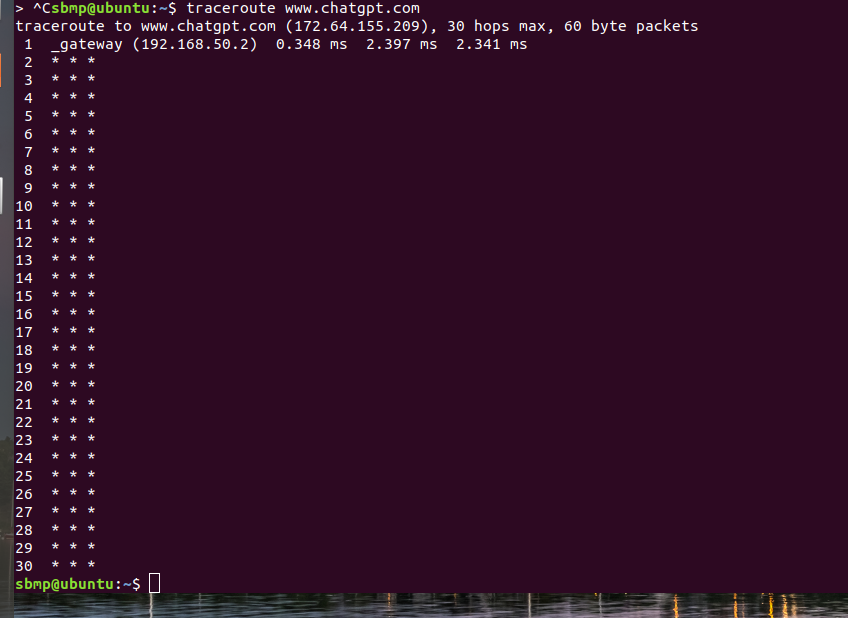 > ^Csbmp@ubuntu:~$ traceroute www.chatgpt.com
traceroute to www.chatgpt.com (172.64.155.209), 30 hops max, 60 byte packets
 1  _gateway (192.168.50.2)  0.348 ms  2.397 ms  2.341 ms
 2  * * *
 3  * * *
 4  * * *
 5  * * *
 6  * * *
 7  * * *
 8  * * *
 9  * * *
10  * * *
11  * * *
12  * * *
13  * * *
14  * * *
15  * * *
16  * * *
17  * * *
18  * * *
19  * * *
20  * * *
21  * * *
22  * * *
23  * * *
24  * * *
25  * * *
26  * * *
27  * * *
28  * * *
29  * * *
30  * * *
sbmp@ubuntu:~$